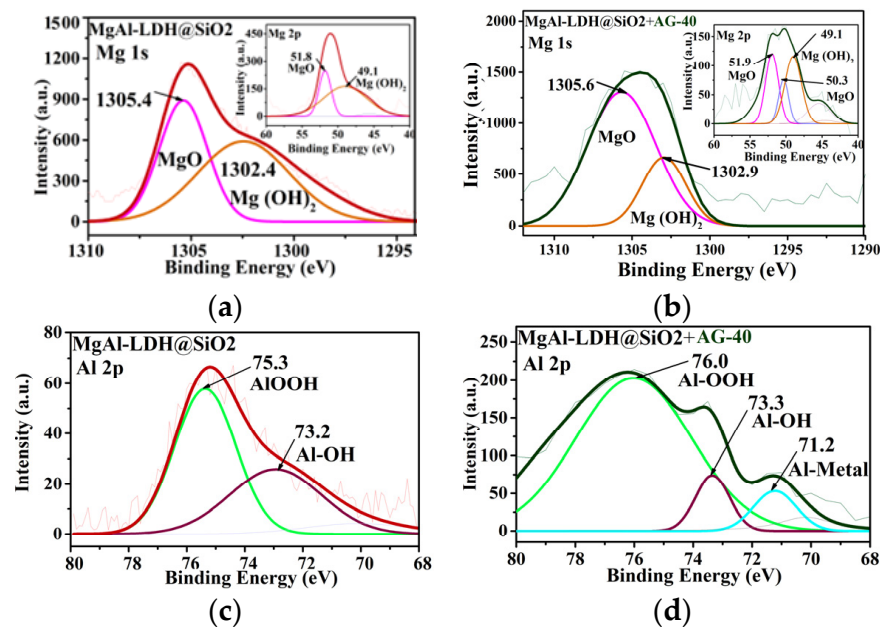 MgAl-LDH@SiO2
Mg 1s
1305.4
MgO
1302.4
Mg (OH)2
Mg 2p
51.8
MgO
49.1
Mg (OH)2
450
300
150
0
60 55 50 45 40
Binding Energy (eV)
1500
1200
900
600
300
0
Intensity (a.u.)
1310 1305 1300 1295
Binding Energy (eV)
(a)
MgAl-LDH@SiO2+AG-40
Mg 1s
1305.6
MgO
1302.9
Mg (OH)2
Mg 2p
51.9
MgO
49.1
Mg (OH)2
50.3
MgO
150
100
50
0
60 55 50 45 40
Binding Energy (eV)
2000
1500
1000
500
0
Intensity (a.u.)
1310 1305 1300 1295 1290
Binding Energy (eV)
(b)
MgAl-LDH@SiO2
Al 2p
75.3
AlOOH
73.2
Al-OH
80
60
40
20
0
Intensity (a.u.)
80 78 76 74 72 70 68
Binding Energy (eV)
(c)
MgAl-LDH@SiO2+AG-40
Al 2p
76.0
Al-OOH
73.3
Al-OH
71.2
Al-Metal
250
200
150
100
50
0
Intensity (a.u.)
80 78 76 74 72 70 68
Binding Energy (eV)
(d)